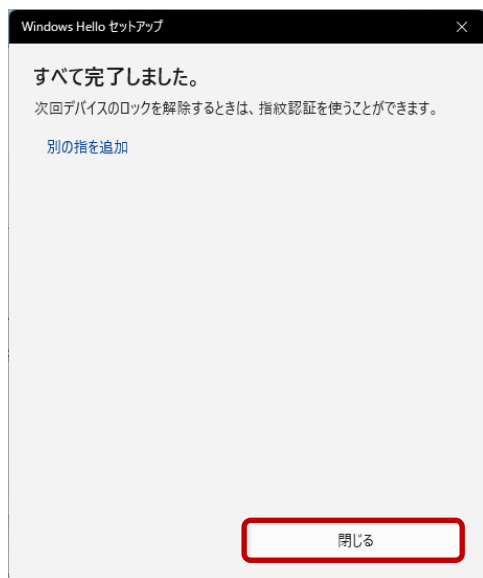 Windows Hello セットアップ
すべて完了しました。
次回デバイスのロックを解除するときは、指紋認証を使うことができます。
別の指を追加
閉じる